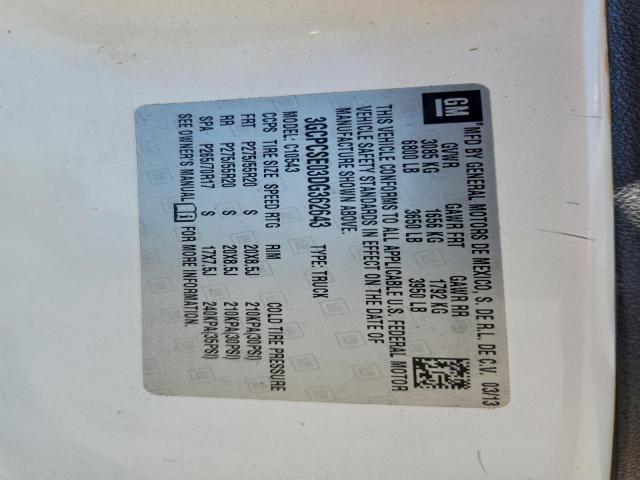 GM
"MFD BY GENERAL MOTORS DE MEXICO, S. DE R.L. DE C.V. 03/13
GVWR GAWR FRT GAWR RR
3085 KG 1656 KG 1792 KG
6800 LB 3650 LB 3950 LB
THIS VEHICLE CONFORMS TO ALL APPLICABLE U.S. FEDERAL MOTOR
VEHICLE SAFETY STANDARDS IN EFFECT ON THE DATE OF
MANUFACTURE SHOWN ABOVE.
3GCPCSE03DG362643 TYPE: TRUCK
MODEL: C10543
CCPS TIRE SIZE SPEED RTG RIM COLD TIRE PRESSURE
FRT P275/55R20 S 20X8.5J 210KPA(30PSI)
RR P275/55R20 S 20X8.5J 210KPA(30PSI)
SPA P265/70R17 S 17X7.5J 240KPA(35PSI)
SEE OWNER'S MANUAL FOR MORE INFORMATION.